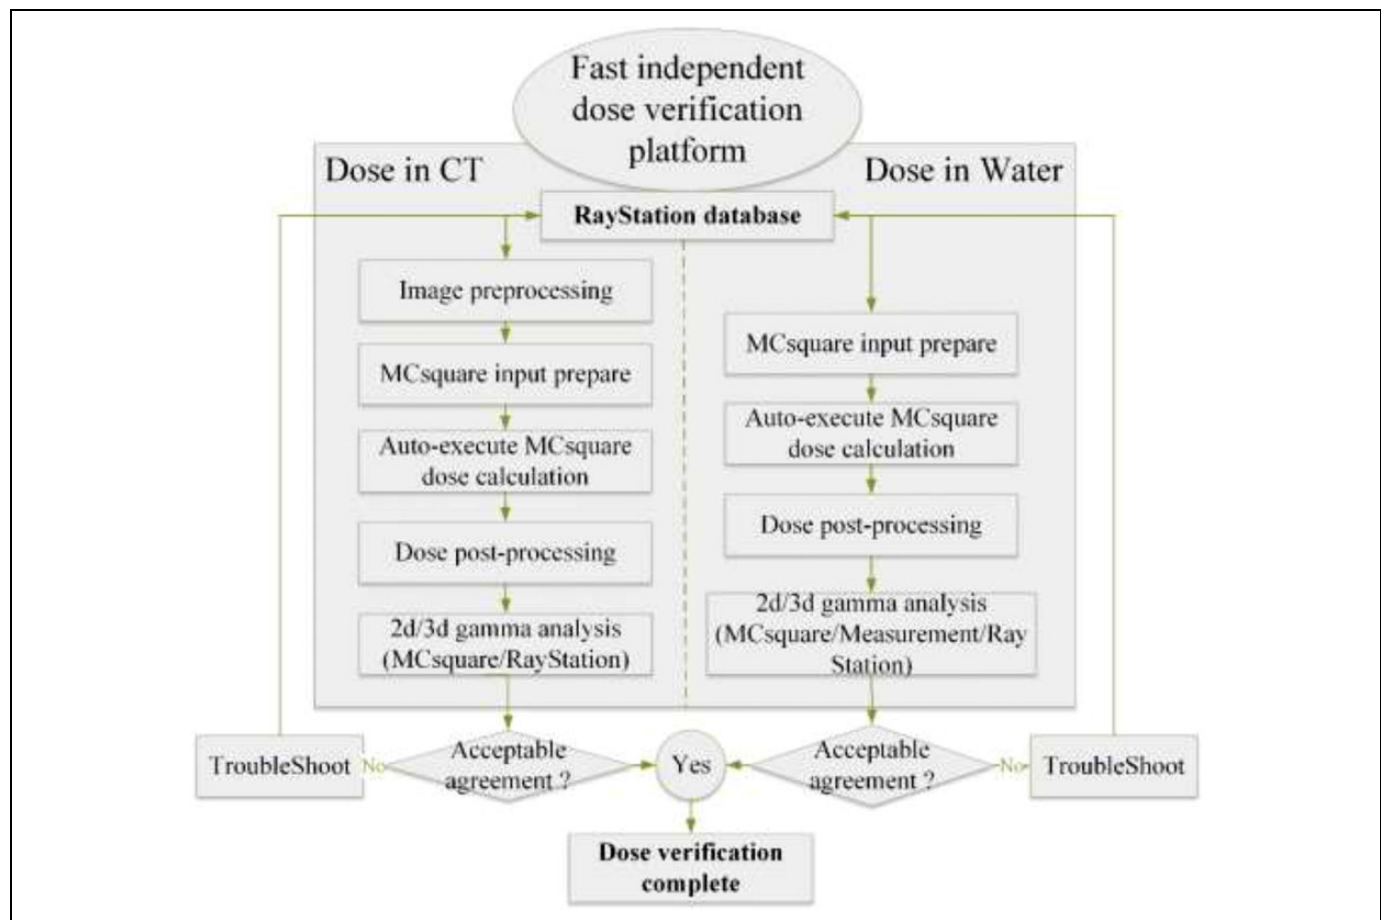 Fast independent
dose verification
platform
Dose in CT
Dose in Water
RayStation database
Image preprocessing
MCsquare input prepare
Auto-execute MCsquare
dose calculation
Dose post-processing
2d/3d gamma analysis
(MCsquare/RayStation)
MCsquare input prepare
Auto-execute MCsquare
dose calculation
Dose post-processing
2d/3d gamma analysis
(MCsquare/Measurement/Ray
Station)
TroubleShoot
No
Acceptable
agreement ?
Yes
Acceptable
agreement ?
No
TroubleShoot
Dose verification
complete